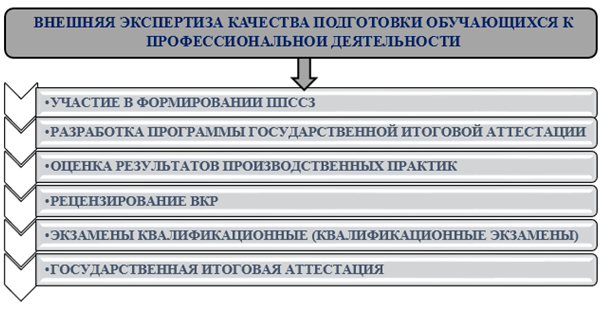 ВНЕШНЯЯ ЭКСПЕРТИЗА КАЧЕСТВА ПОДГОТОВКИ ОБУЧАЮЩИХСЯ К
ПРОФЕССИОНАЛЬНОЙ ДЕЯТЕЛЬНОСТИ
•УЧАСТИЕ В ФОРМИРОВАНИИ ППССЗ
•РАЗРАБОТКА ПРОГРАММЫ ГОСУДАРСТВЕННОЙ ИТОГОВОЙ АТТЕСТАЦИИ
•ОЦЕНКА РЕЗУЛЬТАТОВ ПРОИЗВОДСТВЕННЫХ ПРАКТИК
•РЕЦЕНЗИРОВАНИЕ ВКР
•ЭКЗАМЕНЫ КВАЛИФИКАЦИОННЫЕ (КВАЛИФИКАЦИОННЫЕ ЭКЗАМЕНЫ)
•ГОСУДАРСТВЕННАЯ ИТОГОВАЯ АТТЕСТАЦИЯ